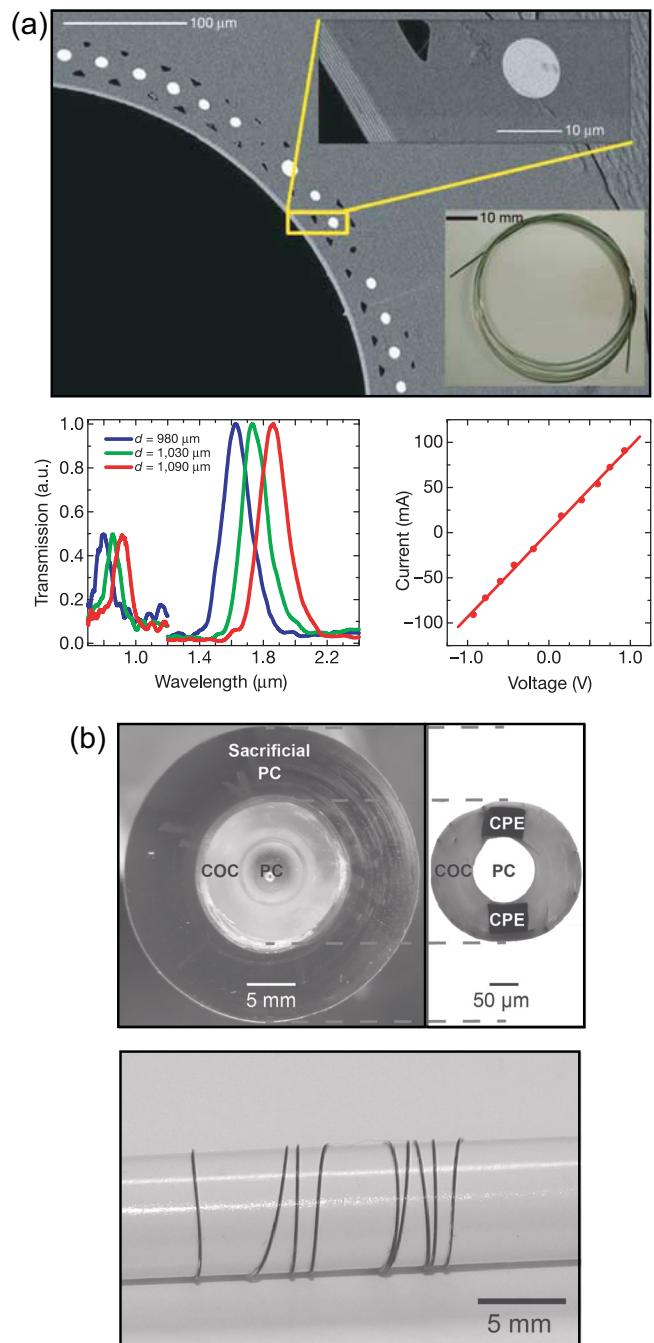 (a)
100 μm
10 μm
10 mm
1.0
0.8
0.6
0.4
0.2
0.0
Transmission (a.u.)
d = 980 μm
d = 1,030 μm
d = 1,090 μm
1.0
1.4
1.8
2.2
Wavelength (μm)
100
50
0
−50
−100
Current (mA)
−1.0
0.0
1.0
Voltage (V)
(b)
Sacrificial
PC
COC
PC
5 mm
CPE
COC
PC
CPE
50 μm
5 mm